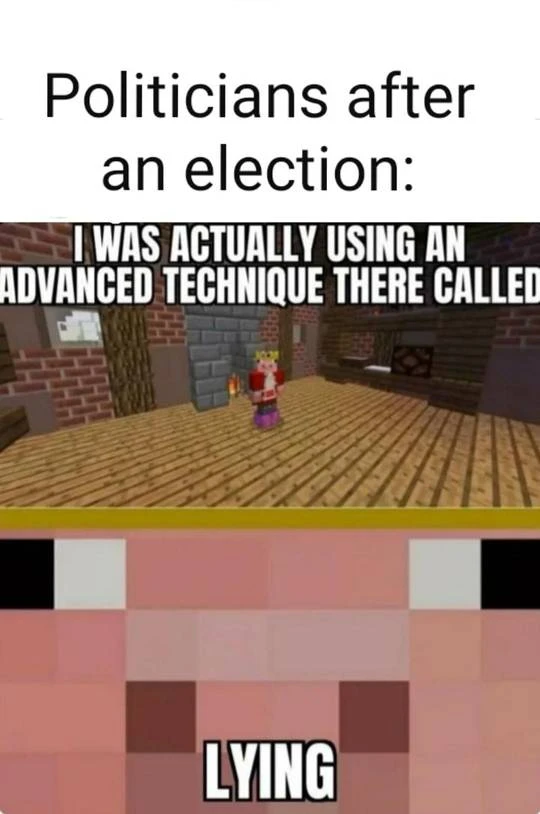 Politicians after
an election:
I WAS ACTUALLY USING AN
ADVANCED TECHNIQUE THERE CALLED
LYING